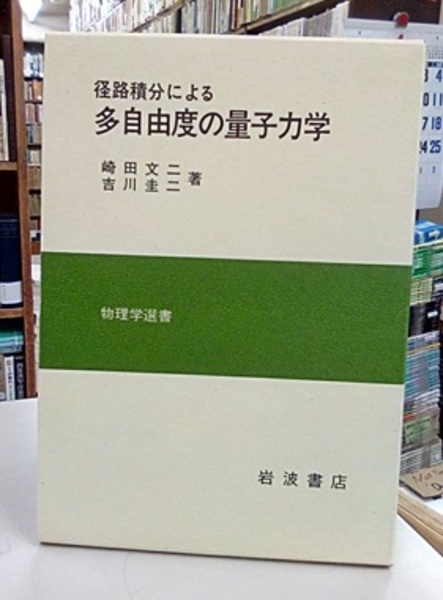 径路積分による
多自由度の量子力学
崎田文二
吉川圭二
著
物理学選書
岩波書店